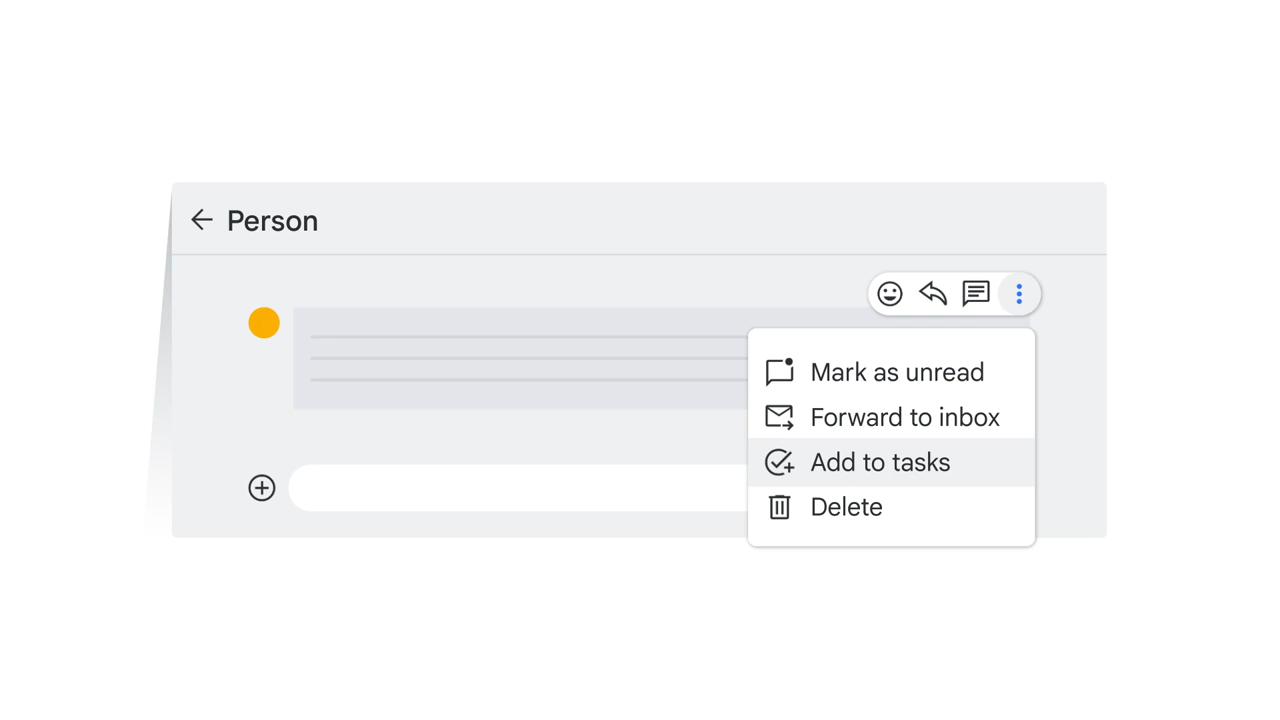 Person
Mark as unread
Forward to inbox
Add to tasks
Delete